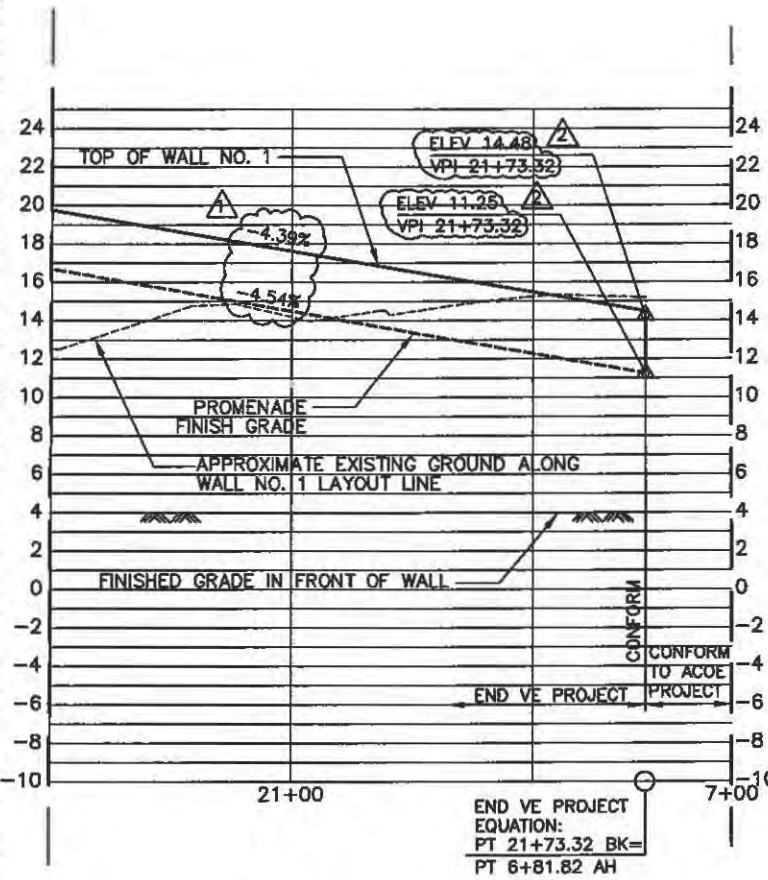 24
22
20
18
16
14
12
10
8
6
4
2
0
-2
-4
-6
-8
-10
TOP OF WALL NO. 1
1
-4.39%
-4.54%
ELEV 14.48
VPI 21+73.32
2
ELEV 11.25
VPI 21+73.32
2
PROMENADE
FINISH GRADE
APPROXIMATE EXISTING GROUND ALONG
WALL NO. 1 LAYOUT LINE
FINISHED GRADE IN FRONT OF WALL
CONFORM
CONFORM
TO ACOE
PROJECT
END VE PROJECT
24
22
20
18
16
14
12
10
8
6
4
2
0
-2
-4
-6
-8
-10
21+00
7+00
END VE PROJECT
EQUATION:
PT 21+73.32 BK=
PT 6+81.82 AH